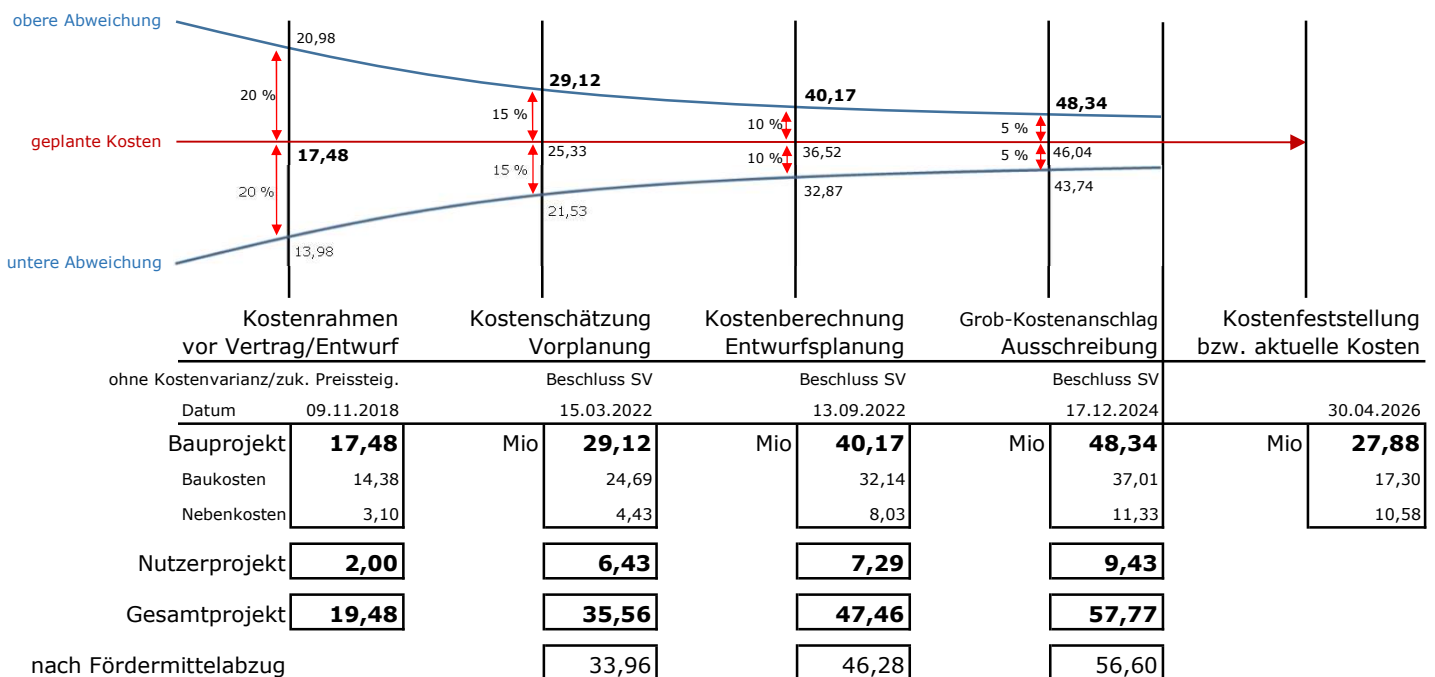 obere Abweichung
20,98
20 %
29,12
15 %
40,17
10 %
48,34
5 %
geplante Kosten
17,48
25,33
36,52
46,04
20 %
15 %
10 %
5 %
13,98
21,53
32,87
43,74
untere Abweichung
Kostenrahmen Kostenschätzung Kostenberechnung Grob-Kostenanschlag Kostenfeststellung
vor Vertrag/Entwurf Vorplanung Entwurfsplanung Ausschreibung bzw. aktuelle Kosten
ohne Kostenvarianz/zuk. Preissteig. Beschluss SV Beschluss SV Beschluss SV
Datum 09.11.2018 15.03.2022 13.09.2022 17.12.2024 30.04.2026
Bauprojekt 17,48 Mio 29,12 Mio 40,17 Mio 48,34 Mio 27,88
Baukosten 14,38 24,69 32,14 37,01 17,30
Nebenkosten 3,10 4,43 8,03 11,33 10,58
Nutzerprojekt 2,00 6,43 7,29 9,43
Gesamtprojekt 19,48 35,56 47,46 57,77
nach Fördermittelabzug 33,96 46,28 56,60